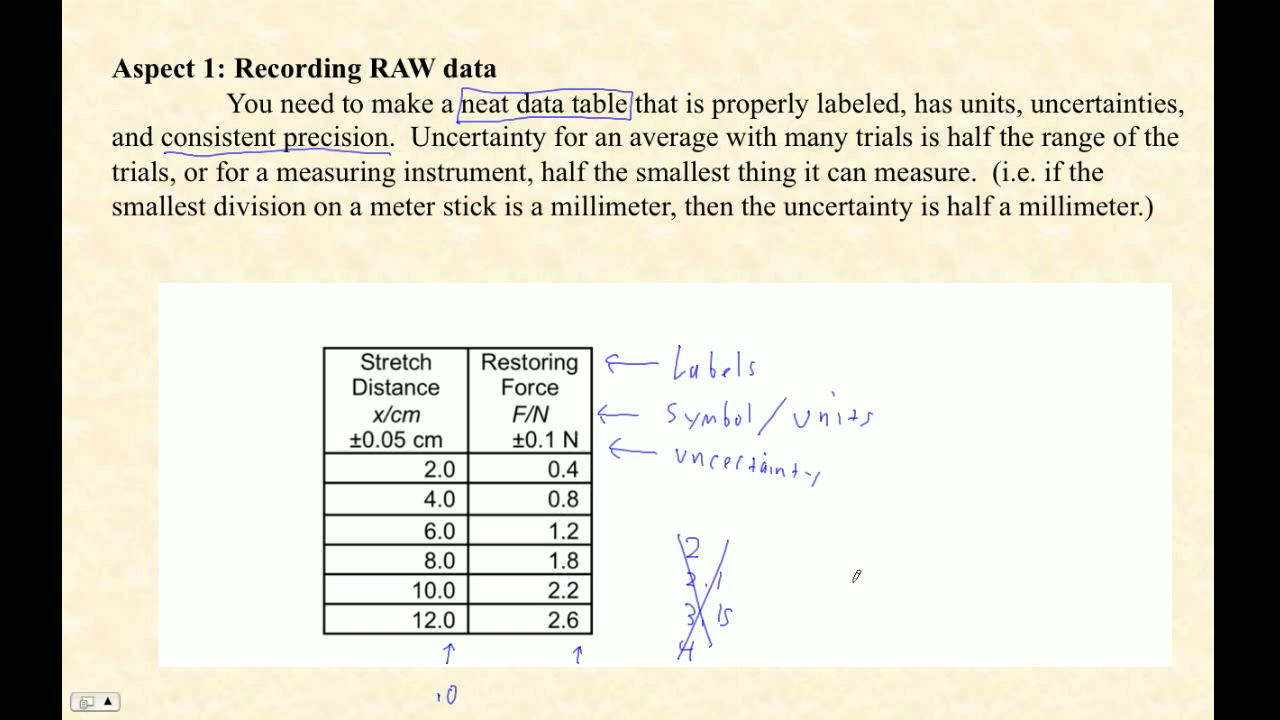 Aspect 1: Recording RAW data
You need to make a neat data table that is properly labeled, has units, uncertainties,
and consistent precision. Uncertainty for an average with many trials is half the range of the
trials, or for a measuring instrument, half the smallest thing it can measure. (i.e. if the
smallest division on a meter stick is a millimeter, then the uncertainty is half a millimeter.)
Stretch Restoring ← Labels
Distance Force
x/cm F/N ← Symbol/units
±0.05 cm ±0.1 N ← uncertainty
2.0 0.4
4.0 0.8
6.0 1.2
8.0 1.8
10.0 2.2
12.0 2.6
2
2.1
3.15
4
↑ ↑
.0